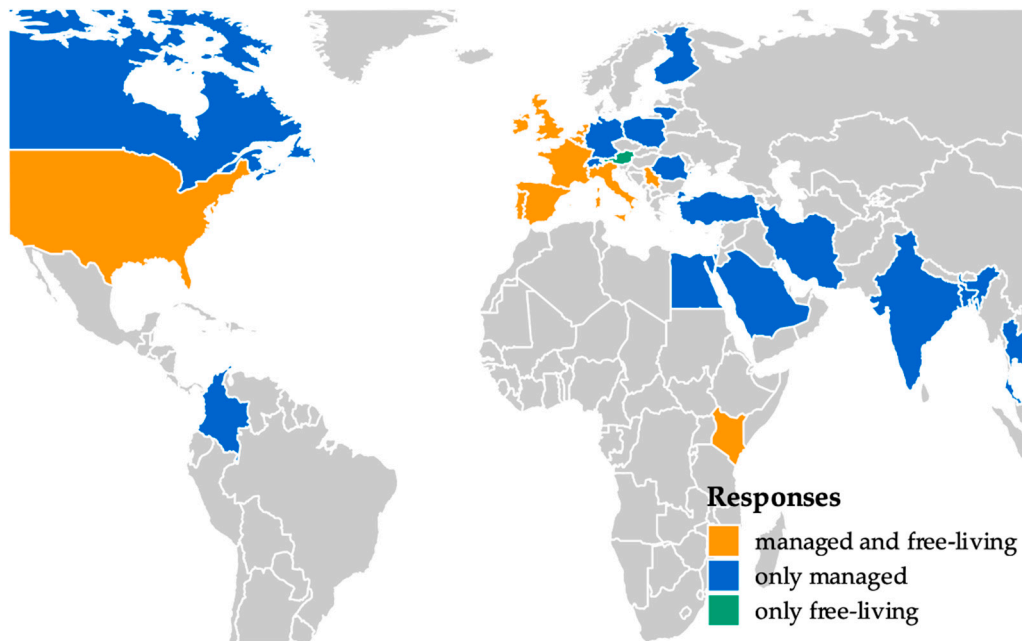 Responses
managed and free-living
only managed
only free-living